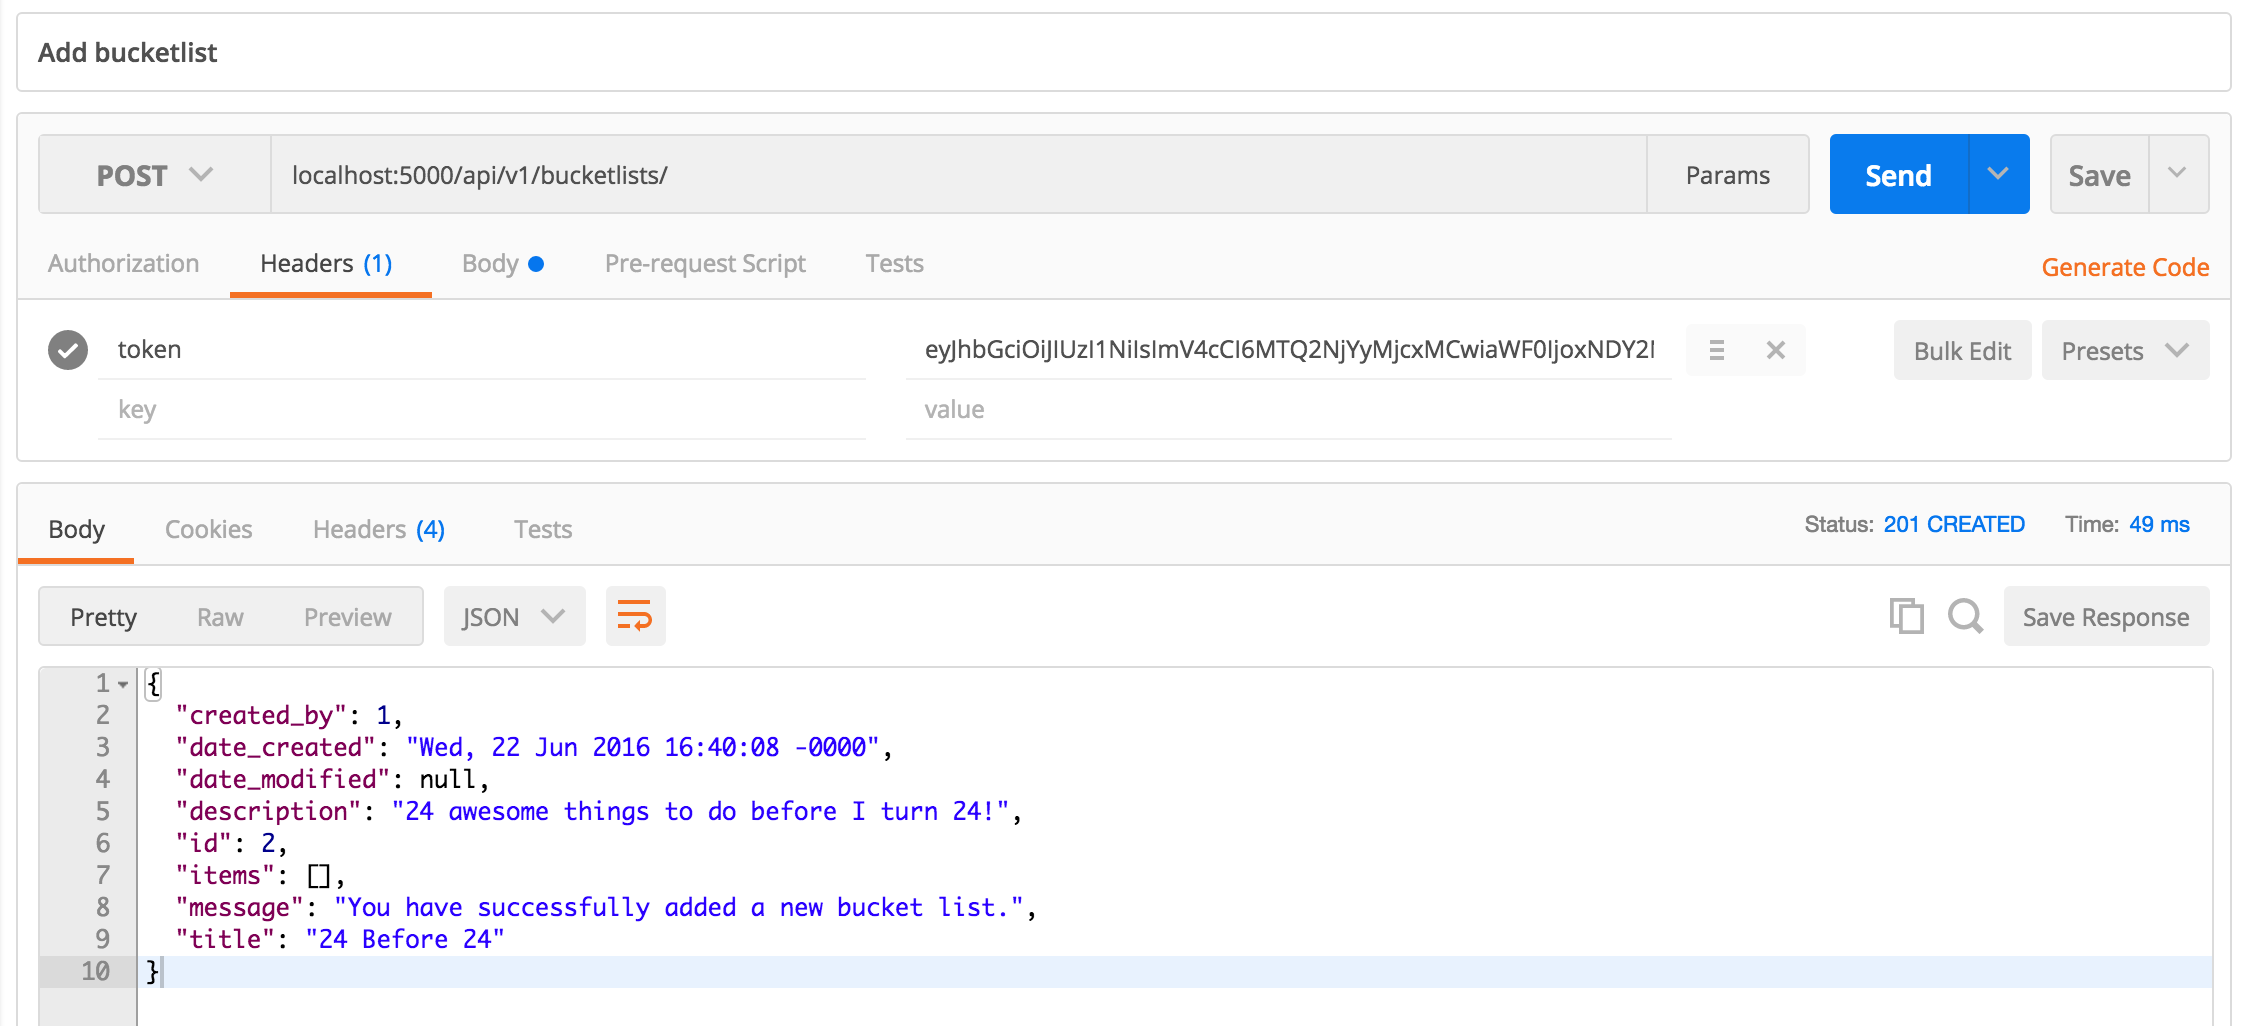 Add bucketlist
POST localhost:5000/api/v1/bucketlists/ Params Send Save
Authorization Headers (1) Body Pre-request Script Tests Generate Code
token eyJhbGciOiJIUzI1NiIsImV4cCI6MTQ2NjYyMjcxMCwiaWF0IjoxNDY2I Bulk Edit Presets
key value
Body Cookies Headers (4) Tests Status: 201 CREATED Time: 49 ms
Pretty Raw Preview JSON Save Response
1 {
2 "created_by": 1,
3 "date_created": "Wed, 22 Jun 2016 16:40:08 -0000",
4 "date_modified": null,
5 "description": "24 awesome things to do before I turn 24!",
6 "id": 2,
7 "items": [],
8 "message": "You have successfully added a new bucket list.",
9 "title": "24 Before 24"
10 }